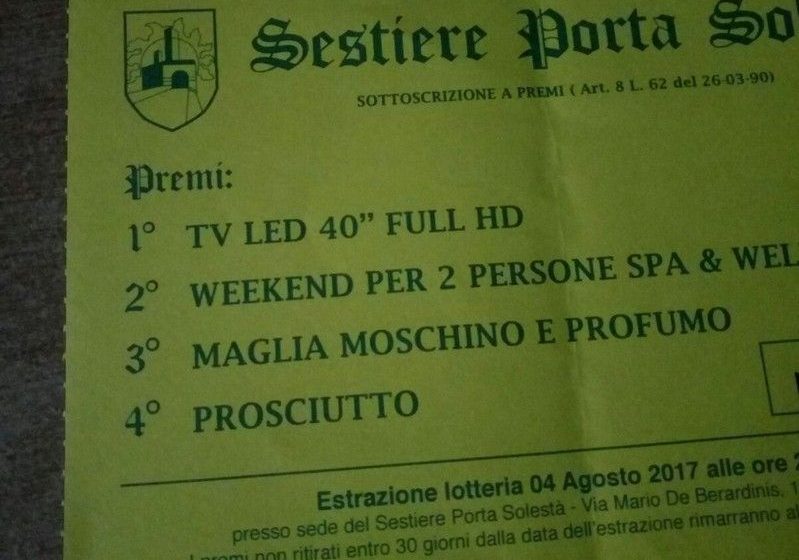 Sestiere Porta So
SOTTOSCRIZIONE A PREMI ( Art. 8 L. 62 del 26-03-90)
Premi:
1° TV LED 40” FULL HD
2° WEEKEND PER 2 PERSONE SPA & WEL
3° MAGLIA MOSCHINO E PROFUMO
4° PROSCIUTTO
Estrazione lotteria 04 Agosto 2017 alle ore 2
presso sede del Sestiere Porta Solestà - Via Mario De Berardinis, 1
I premi non ritirati entro 30 giorni dalla data dell'estrazione rimarranno al